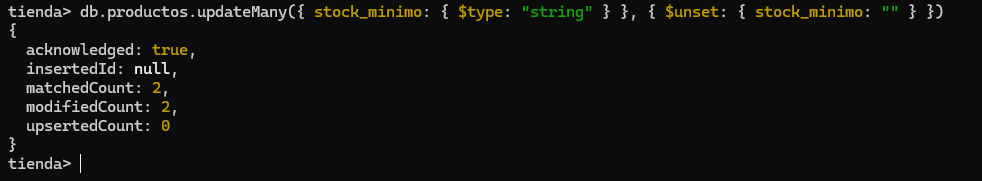 tienda> db.productos.updateMany({ stock_minimo: { $type: "string" } }, { $unset: { stock_minimo: "" } })
{
  acknowledged: true,
  insertedId: null,
  matchedCount: 2,
  modifiedCount: 2,
  upsertedCount: 0
}
tienda>